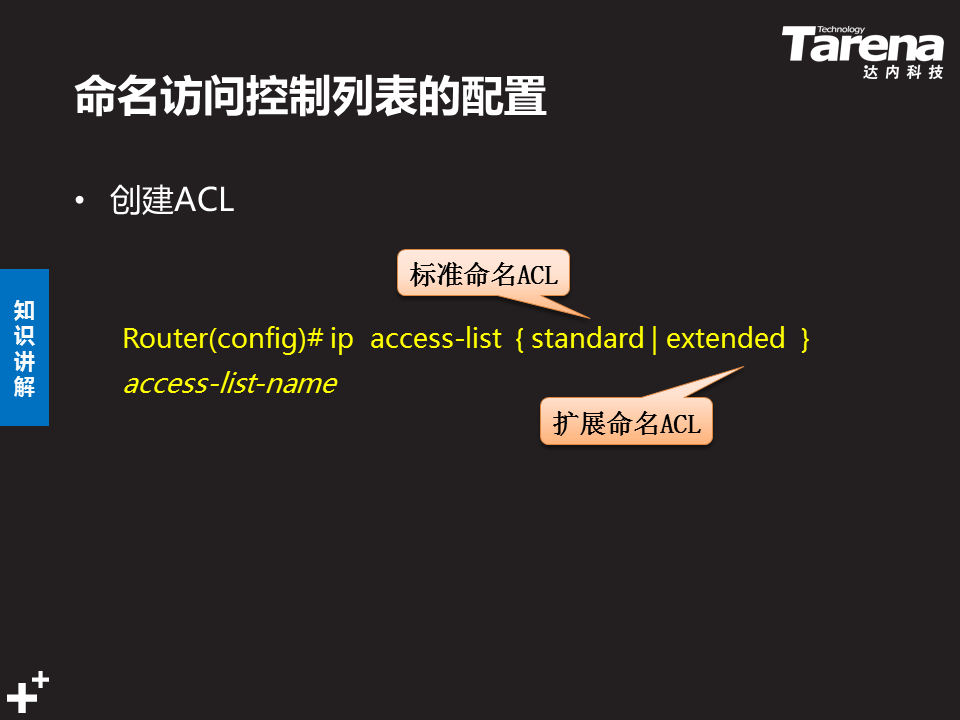 Technology
Tarena
达内科技
命名访问控制列表的配置
• 创建ACL
标准命名ACL
知识讲解
Router(config)# ip access-list { standard | extended }
access-list-name
扩展命名ACL